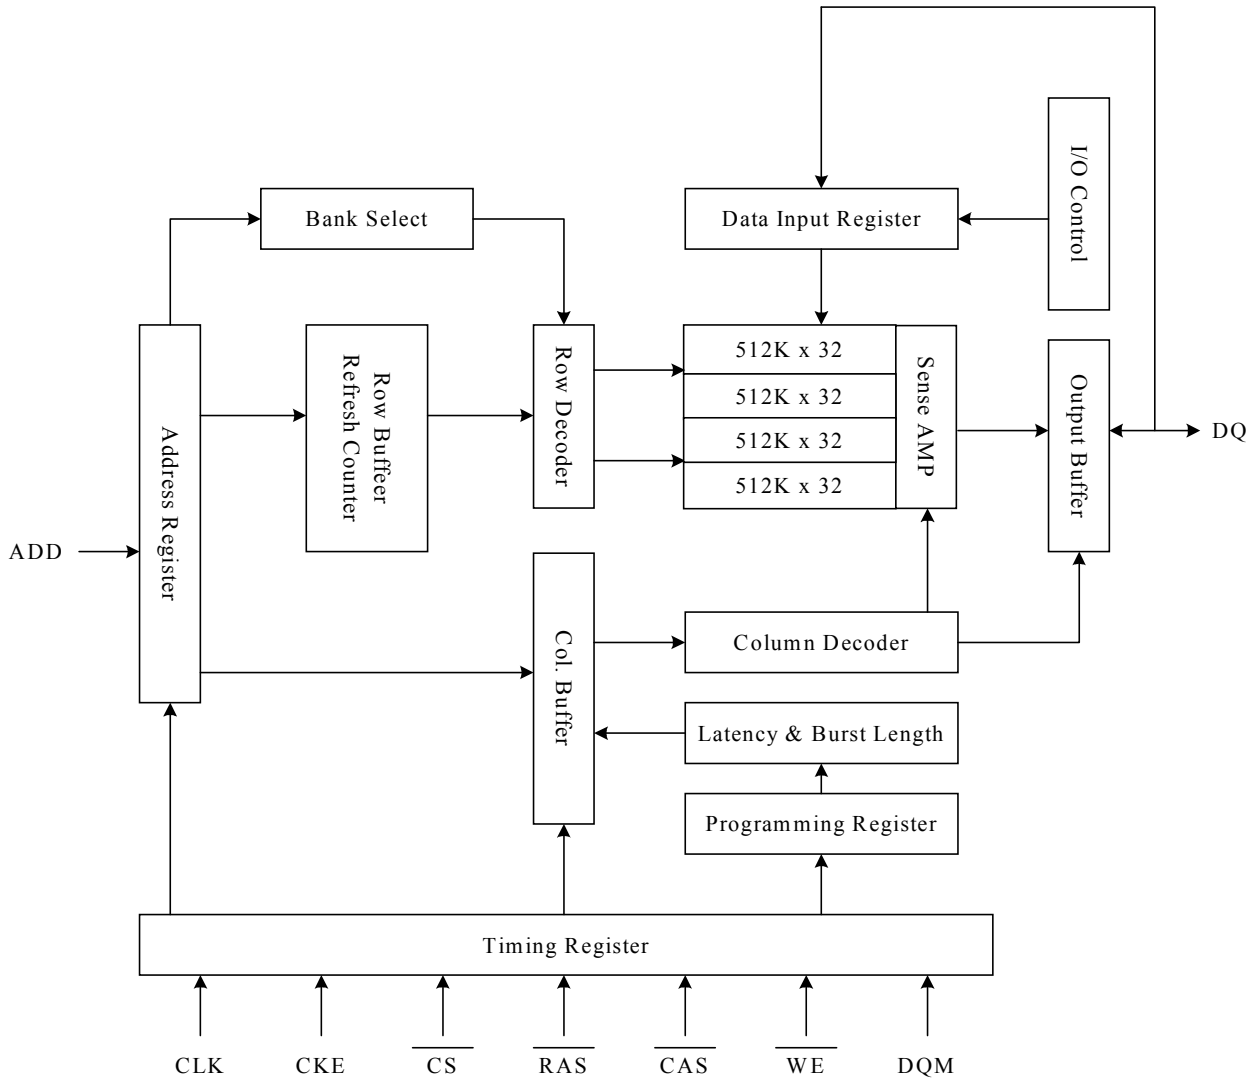 I/O Control
Bank Select
Data Input Register
Address Register
Row Buffeer
Refresh Counter
Row Decoder
512K x 32
512K x 32
512K x 32
512K x 32
Sense AMP
Output Buffer
DQ
ADD
Col. Buffer
Column Decoder
Latency & Burst Length
Programming Register
Timing Register
CLK
CKE
CS
RAS
CAS
WE
DQM